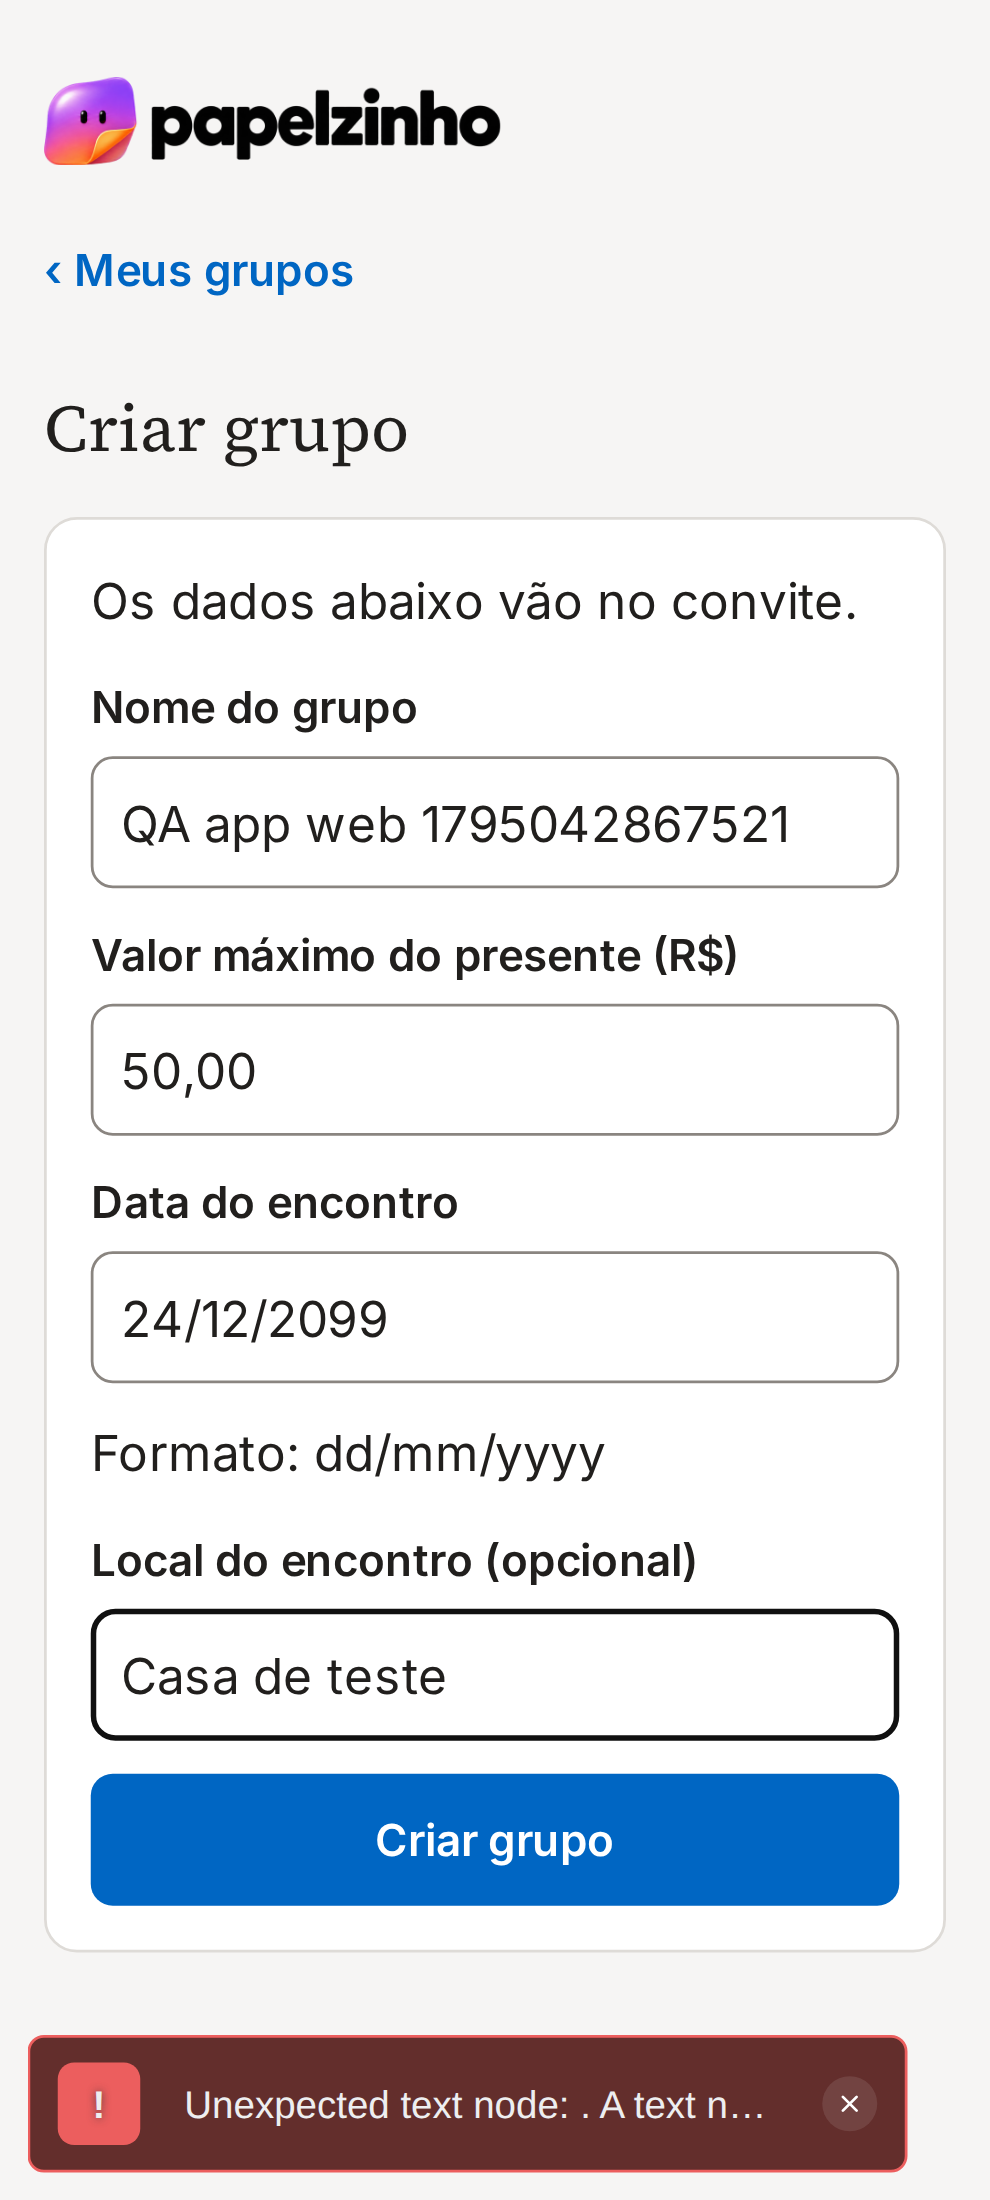 papelzinho
‹ Meus grupos
Criar grupo
Os dados abaixo vão no convite.
Nome do grupo
QA app web 1795042867521
Valor máximo do presente (R$)
50,00
Data do encontro
24/12/2099
Formato: dd/mm/yyyy
Local do encontro (opcional)
Casa de teste
Criar grupo
! Unexpected text node: . A text n…